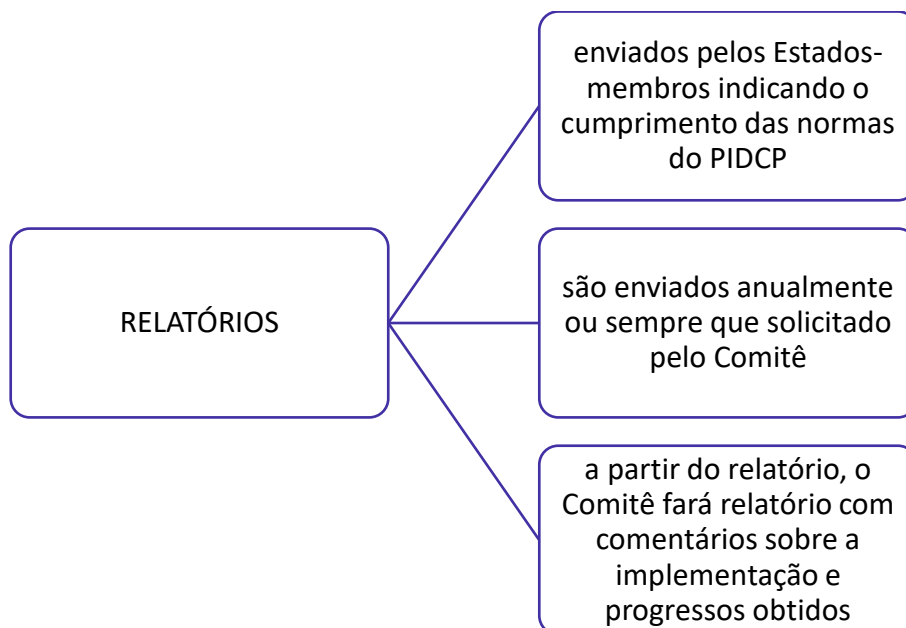 RELATÓRIOS
enviados pelos Estados-
membros indicando o
cumprimento das normas
do PIDCP
são enviados anualmente
ou sempre que solicitado
pelo Comitê
a partir do relatório, o
Comitê fará relatório com
comentários sobre a
implementação e
progressos obtidos